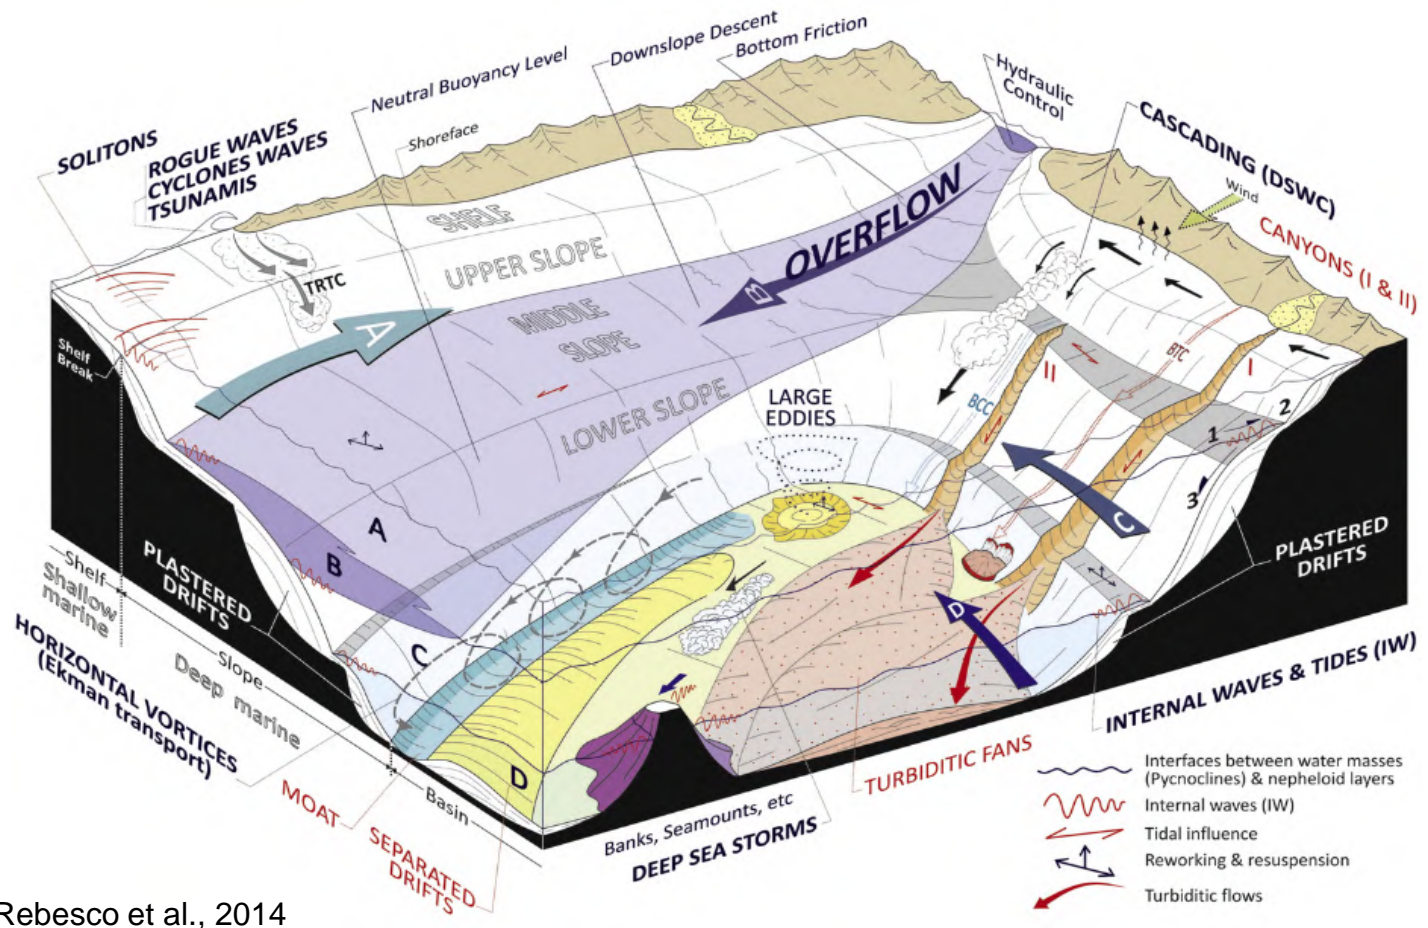 Downslope Descent
Bottom Friction
Neutral Buoyancy Level
Hydraulic
Control
SOLITONS
ROGUE WAVES
CYCLONES WAVES
TSUNAMIS
Shoreface
CASCADING (DSWC)
Wind
CANYONS (I & II)
SHELF
UPPER SLOPE
OVERFLOW
B
TRTC
A
MIDDLE
SLOPE
LOWER SLOPE
Shelf
Break
LARGE
EDDIES
BTC
BCC
II
I
2
1
3
C
A
B
C
D
D
PLASTERED
DRIFTS
PLASTERED
DRIFTS
Shelf
Shallow
marine
Slope
Deep marine
Basin
HORIZONTAL VORTICES
(Ekman transport)
MOAT
SEPARATED
DRIFTS
Banks, Seamounts, etc
DEEP SEA STORMS
TURBIDITIC FANS
INTERNAL WAVES & TIDES (IW)
Interfaces between water masses
(Pycnoclines) & nepheloid layers
Internal waves (IW)
Tidal influence
Reworking & resuspension
Turbiditic flows
Rebesco et al., 2014